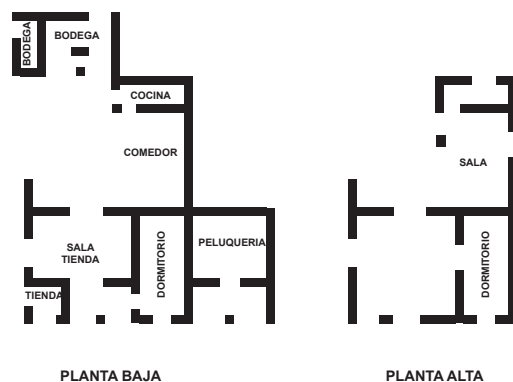 BODEGA
BODEGA
COCINA
COMEDOR
SALA
SALA
TIENDA
DORMITORIO
PELUQUERIA
DORMITORIO
TIENDA
PLANTA BAJA
PLANTA ALTA